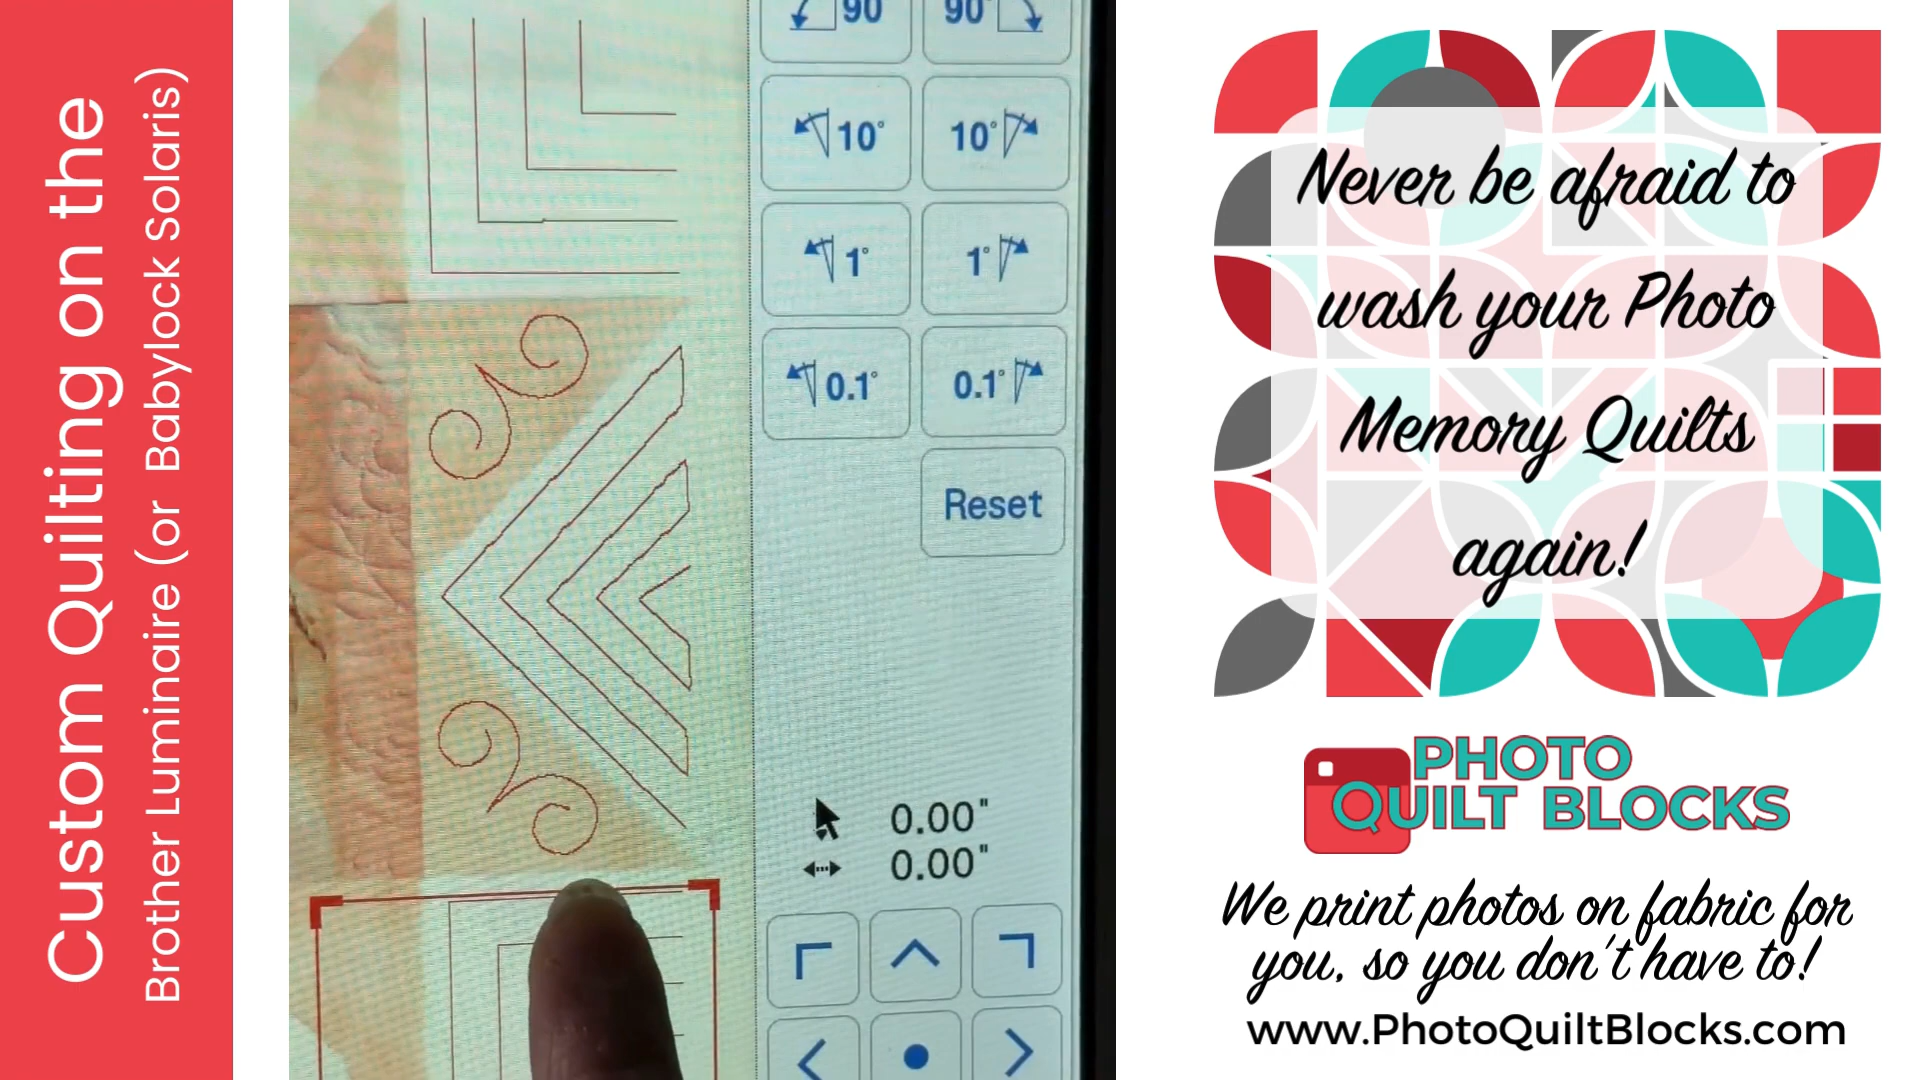 Custom Quilting on the
Brother Luminaire (or Babylock Solaris)
90
90°
10°
10°
1°
1°
0.1°
0.1°
Reset
0.00"
0.00"
Never be afraid to
wash your Photo
Memory Quilts
again!
PHOTO
QUILT BLOCKS
We print photos on fabric for
you, so you don't have to!
www.PhotoQuiltBlocks.com